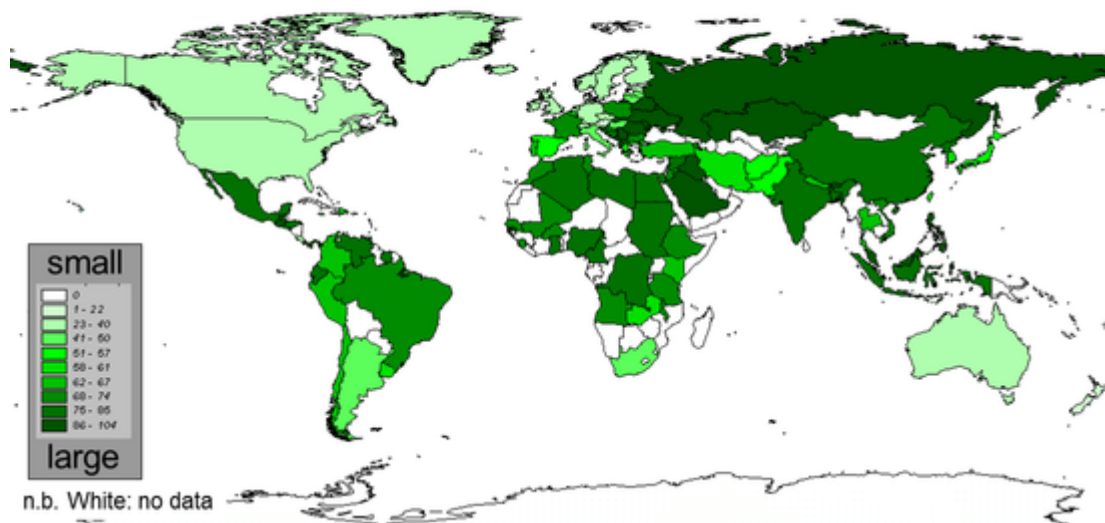 small
0
1 - 22
23 - 40
41 - 50
51 - 57
58 - 61
62 - 67
68 - 74
75 - 85
86 - 104
large
n.b. White: no data